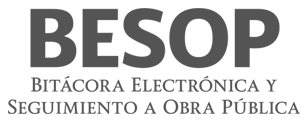 BESOP
Bitácora Electrónica y
Seguimiento a Obra Pública